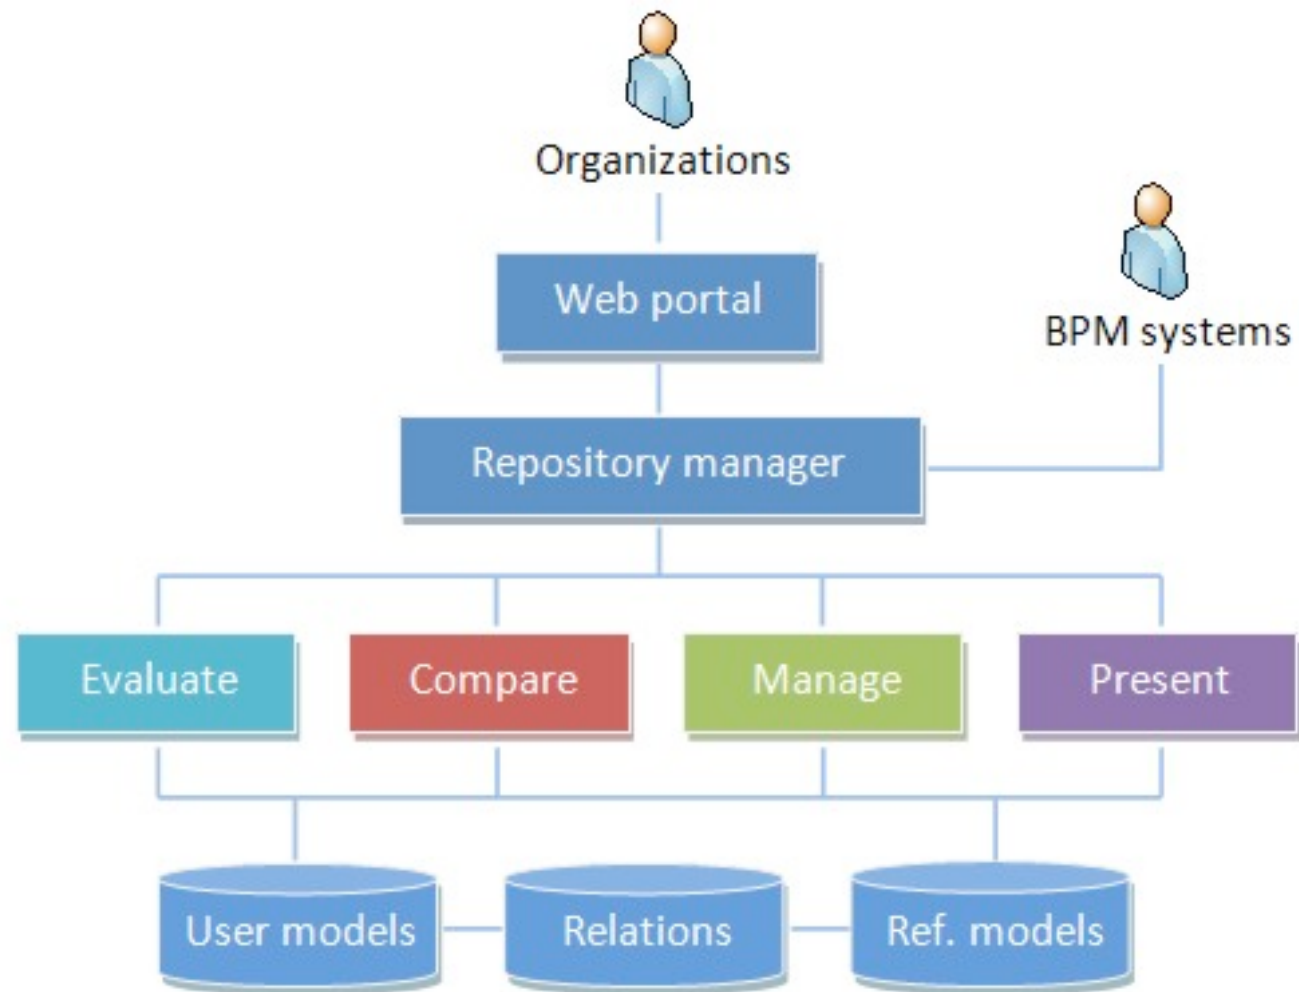 Organizations
BPM systems
Web portal
Repository manager
Evaluate
Compare
Manage
Present
User models
Relations
Ref. models